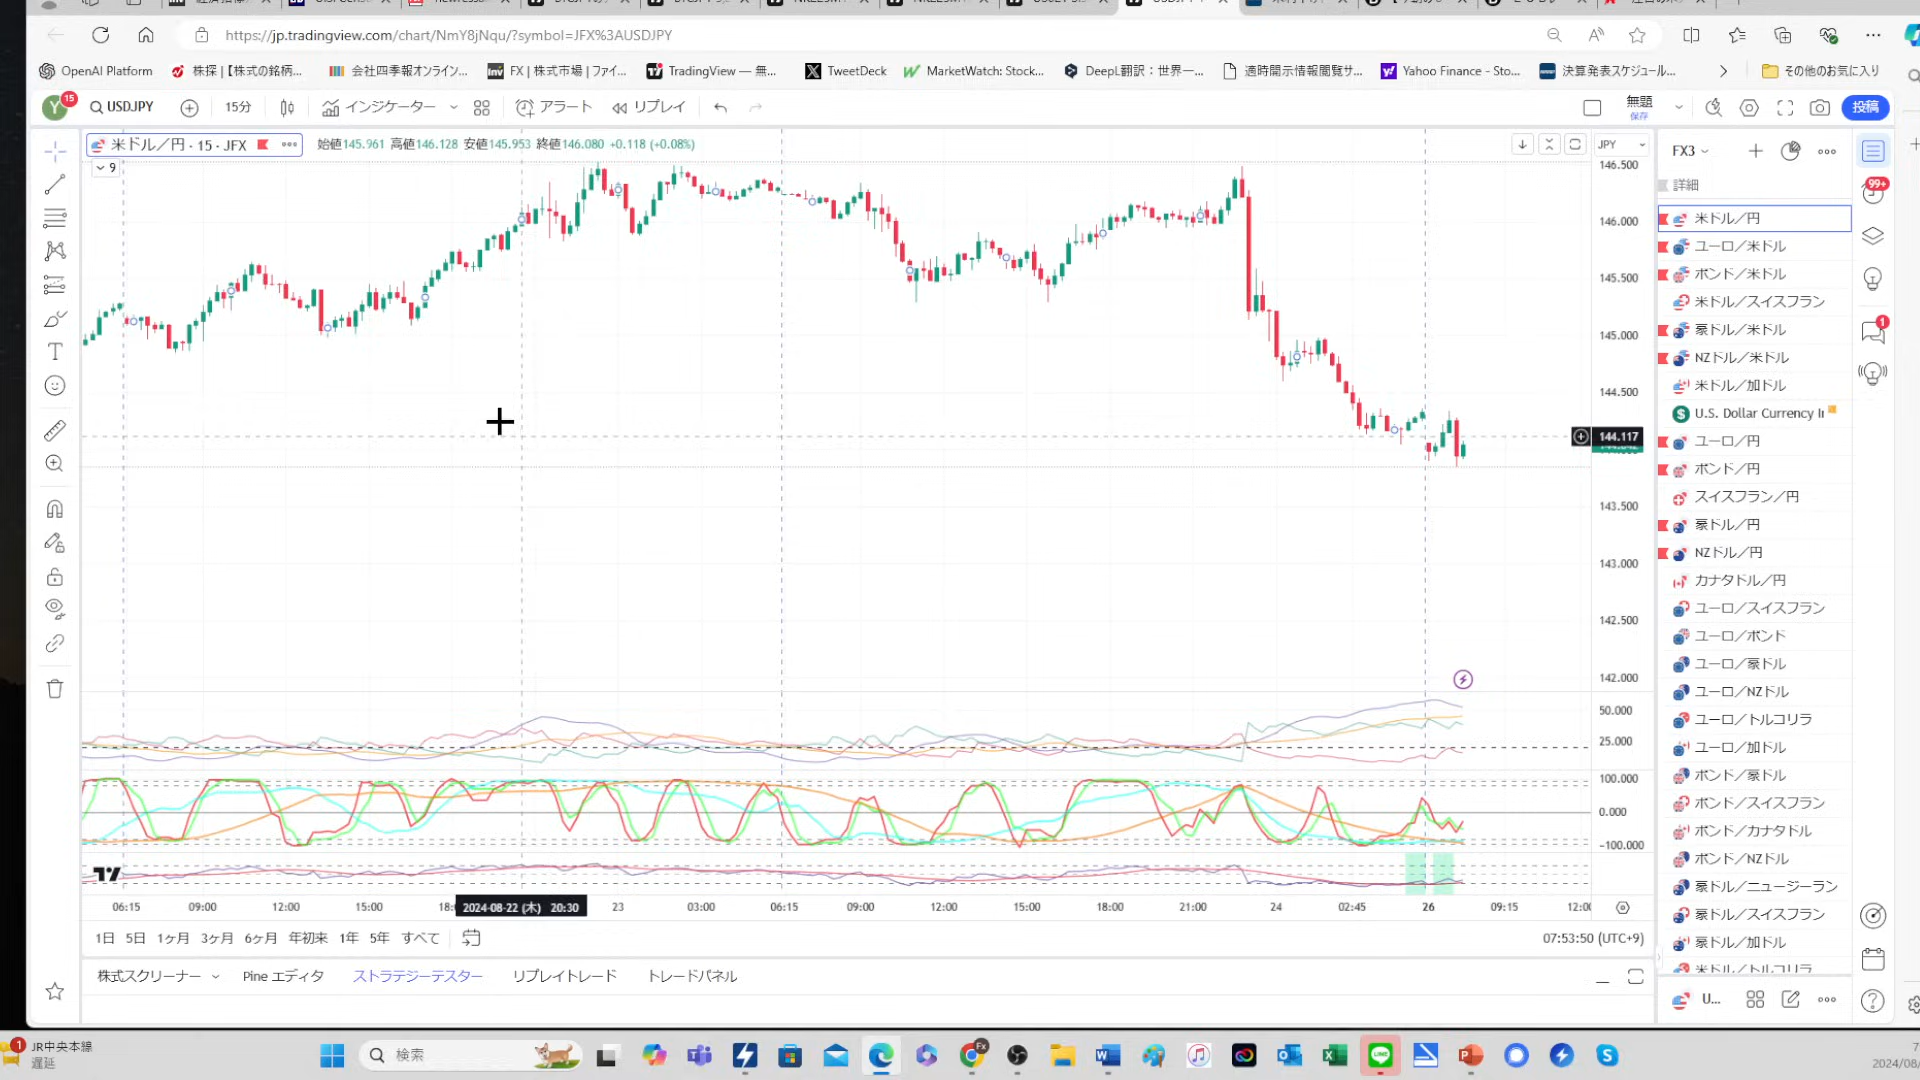 https://jp.tradingview.com/chart/NmY8jNqu/?symbol=JFX%3AUSDJPY
OpenAI Platform
株探 |【株式の銘柄...
会社四季報オンライン...
FX | 株式市場 | ファイ...
TradingView — 無...
TweetDeck
MarketWatch: Stock...
DeepL翻訳：世界一...
適時開示情報閲覧サ...
Yahoo Finance - Sto...
決算発表スケジュール...
その他のお気に入り
Y
15
USDJPY
15分
インジケーター
アラート
リプレイ
無題
保存
投稿
米ドル／円 · 15 · JFX
始値145.961 高値146.128 安値145.953 終値146.080 +0.118 (+0.08%)
9
JPY
146.500
146.000
145.500
145.000
144.500
144.117
143.500
143.000
142.500
142.000
50.000
25.000
100.000
0.000
-100.000
06:15
09:00
12:00
15:00
2024-08-22 (木) 20:30
23
03:00
06:15
09:00
12:00
15:00
18:00
21:00
24
02:45
26
09:15
1日
5日
1ヶ月
3ヶ月
6ヶ月
年初来
1年
5年
すべて
07:53:50 (UTC+9)
株式スクリーナー
Pine エディタ
ストラテジーテスター
リプレイトレード
トレードパネル
FX3
詳細
99+
1
米ドル／円
ユーロ／米ドル
ポンド／米ドル
米ドル／スイスフラン
豪ドル／米ドル
NZドル／米ドル
米ドル／加ドル
U.S. Dollar Currency Ir
ユーロ／円
ポンド／円
スイスフラン／円
豪ドル／円
NZドル／円
カナダドル／円
ユーロ／スイスフラン
ユーロ／ポンド
ユーロ／豪ドル
ユーロ／NZドル
ユーロ／トルコリラ
ユーロ／加ドル
ポンド／豪ドル
ポンド／スイスフラン
ポンド／カナダドル
ポンド／NZドル
豪ドル／ニュージーラン
豪ドル／スイスフラン
豪ドル／加ドル
米ドル／トルコリラ
U...
1
JR中央本線
遅延
検索
Fx
LINE
2024/08/